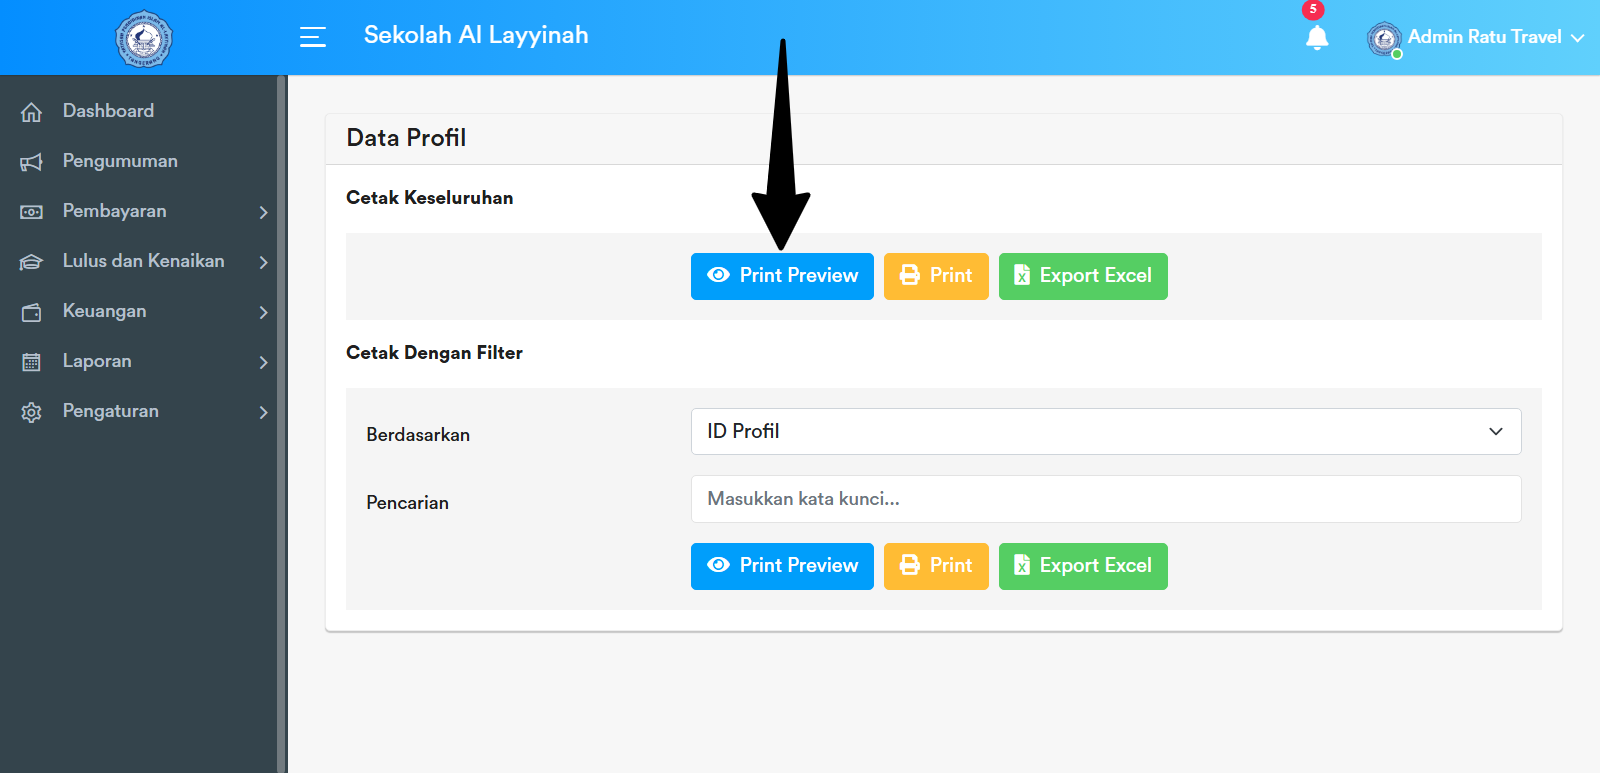 Sekolah Al Layyinah
5
Admin Ratu Travel
Dashboard
Pengumuman
Pembayaran
Lulus dan Kenaikan
Keuangan
Laporan
Pengaturan
Data Profil
Cetak Keseluruhan
Print Preview
Print
Export Excel
Cetak Dengan Filter
Berdasarkan
ID Profil
Pencarian
Masukkan kata kunci...
Print Preview
Print
Export Excel